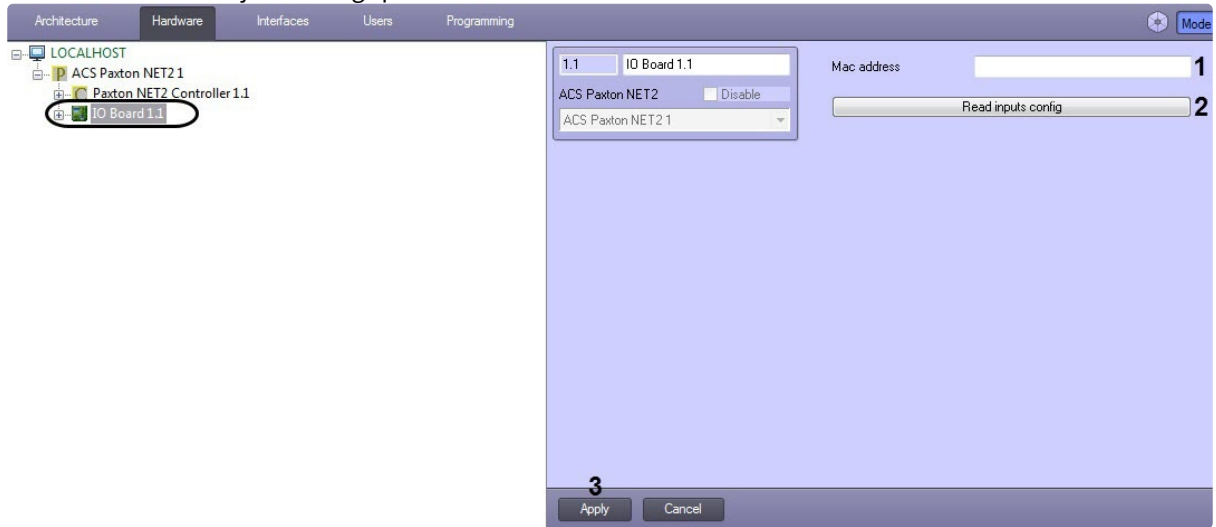 Architecture Hardware Interfaces Users Programming Mode
LOCALHOST
ACS Paxton NET2 1
Paxton NET2 Controller 1.1
IO Board 1.1
1.1 IO Board 1.1
ACS Paxton NET2 Disable
ACS Paxton NET2 1
Mac address 1
Read inputs config 2
3
Apply Cancel